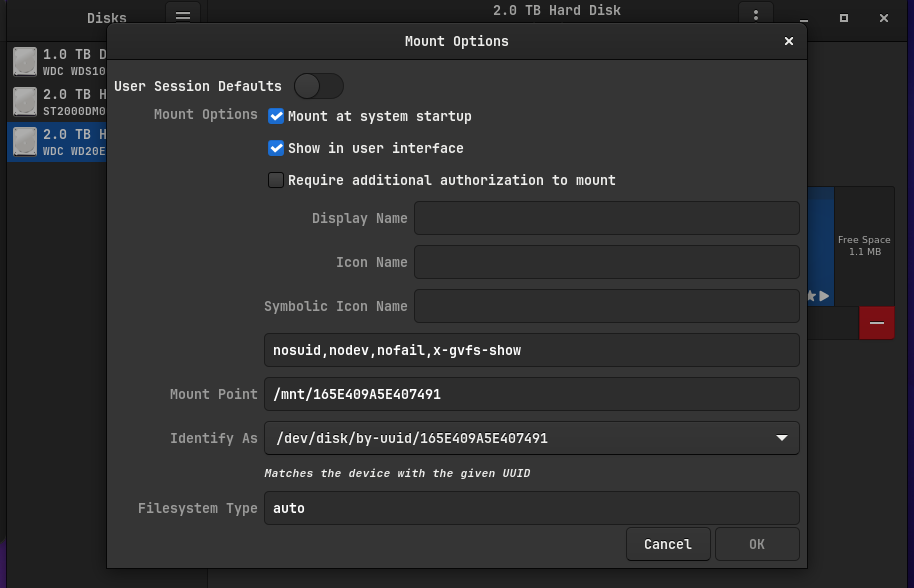 Disks
2.0 TB Hard Disk
Mount Options
1.0 TB D
WDC WDS10
2.0 TB H
ST2000DM0
2.0 TB H
WDC WD20E
User Session Defaults
Mount Options
Mount at system startup
Show in user interface
Require additional authorization to mount
Display Name
Icon Name
Symbolic Icon Name
nosuid,nodev,nofail,x-gvfs-show
Mount Point
/mnt/165E409A5E407491
Identify As
/dev/disk/by-uuid/165E409A5E407491
Matches the device with the given UUID
Filesystem Type
auto
Cancel
OK
Free Space
1.1 MB